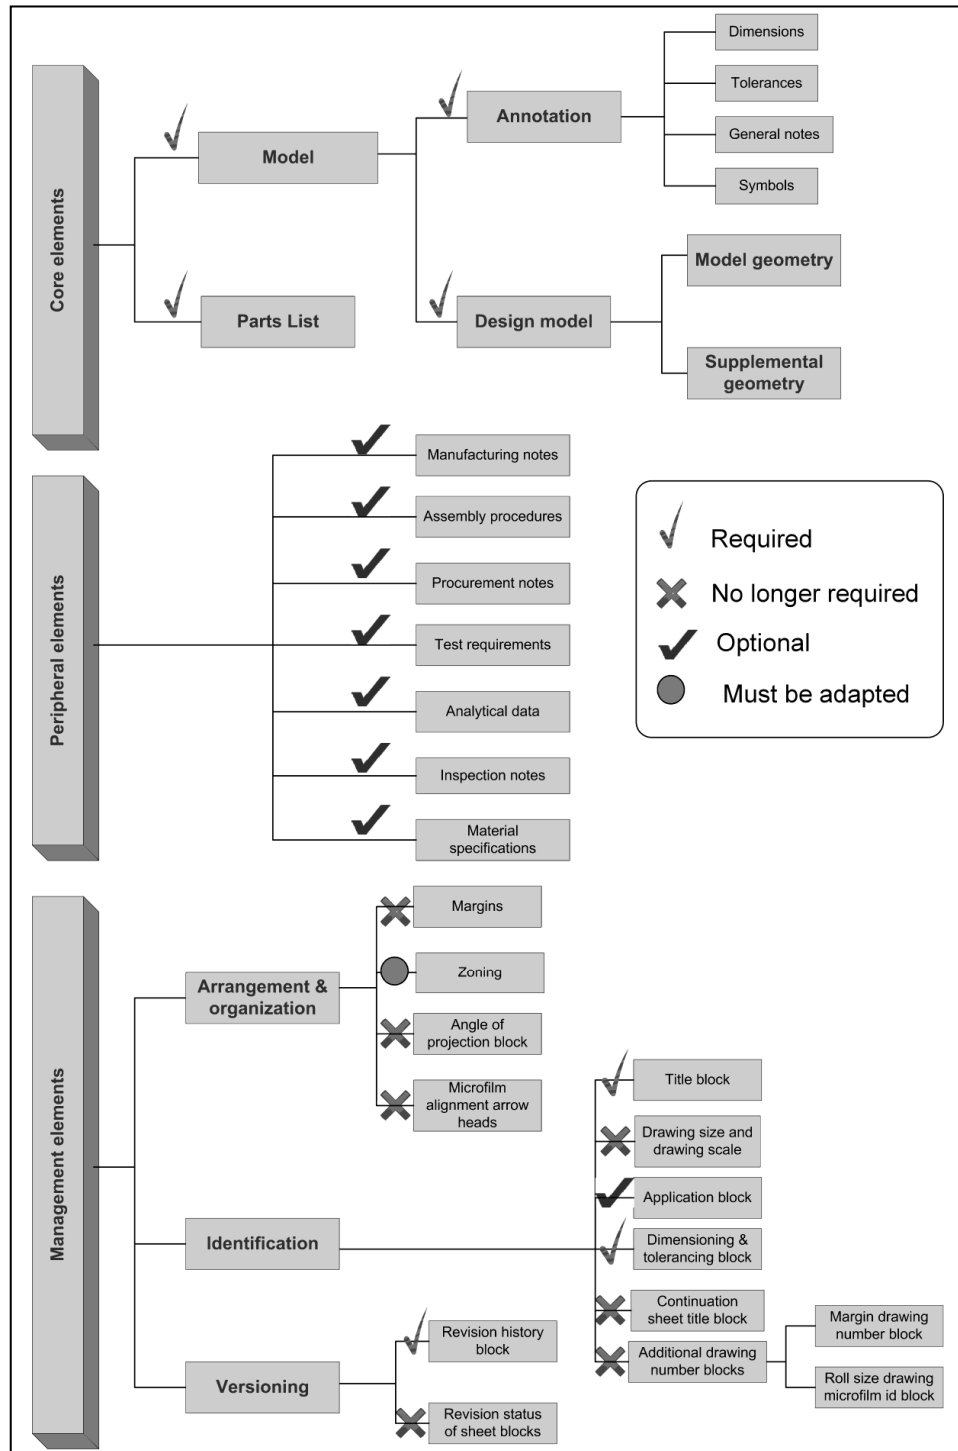 Core elements
Model
Parts List
Annotation
Design model
Dimensions
Tolerances
General notes
Symbols
Model geometry
Supplemental
geometry
Peripheral elements
Manufacturing notes
Assembly procedures
Procurement notes
Test requirements
Analytical data
Inspection notes
Material
specifications
Required
No longer required
Optional
Must be adapted
Management elements
Arrangement &
organization
Margins
Zoning
Angle of
projection block
Microfilm
alignment arrow
heads
Identification
Title block
Drawing size and
drawing scale
Application block
Dimensioning &
tolerancing block
Continuation
sheet title block
Additional drawing
number blocks
Margin drawing
number block
Roll size drawing
microfilm id block
Versioning
Revision history
block
Revision status
of sheet blocks